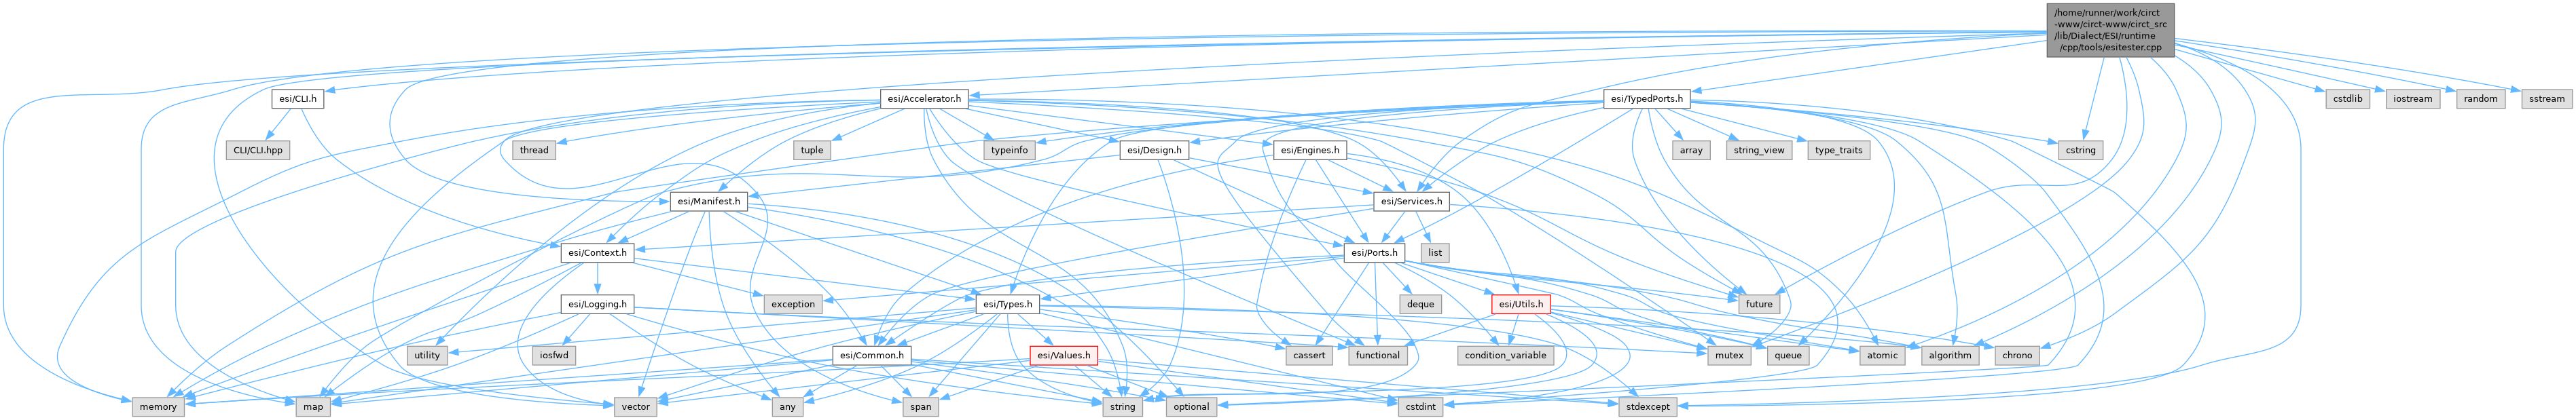 /home/runner/work/circt
-www/circt-www/circt_src
/lib/Dialect/ESI/runtime
/cpp/tools/esitester.cpp
esi/CLI.h
esi/Accelerator.h
esi/TypedPorts.h
cstdlib
iostream
random
sstream
CLI/CLI.hpp
thread
tuple
typeinfo
esi/Design.h
esi/Engines.h
array
string_view
type_traits
cstring
esi/Manifest.h
esi/Services.h
esi/Context.h
esi/Ports.h
list
exception
esi/Logging.h
esi/Types.h
deque
esi/Utils.h
future
utility
iosfwd
esi/Common.h
esi/Values.h
cassert
functional
condition_variable
mutex
queue
atomic
algorithm
chrono
memory
map
vector
any
span
string
optional
cstdint
stdexcept